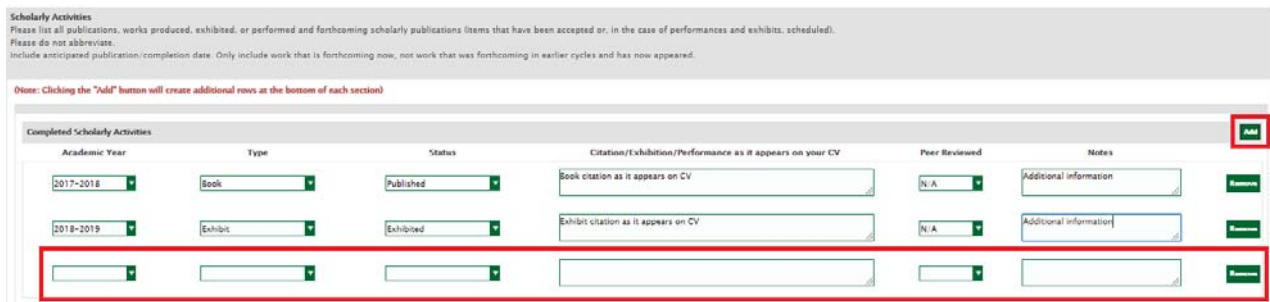 Scholarly Activities
Please list all publications, works produced, exhibited, or performed and forthcoming scholarly publications (items that have been accepted or, in the case of performances and exhibits, scheduled).
Please do not abbreviate.
Include anticipated publication/completion date. Only include work that is forthcoming now, not work that was forthcoming in earlier cycles and has now appeared.
(Note: Clicking the "Add" button will create additional rows at the bottom of each section)
Completed Scholarly Activities Add
Academic Year Type Status Citation/Exhibition/Performance as it appears on your CV Peer Reviewed Notes
2017-2018 Book Published Book citation as it appears on CV N/A Additional information Remove
2018-2019 Exhibit Exhibited Exhibit citation as it appears on CV N/A Additional information Remove
Remove